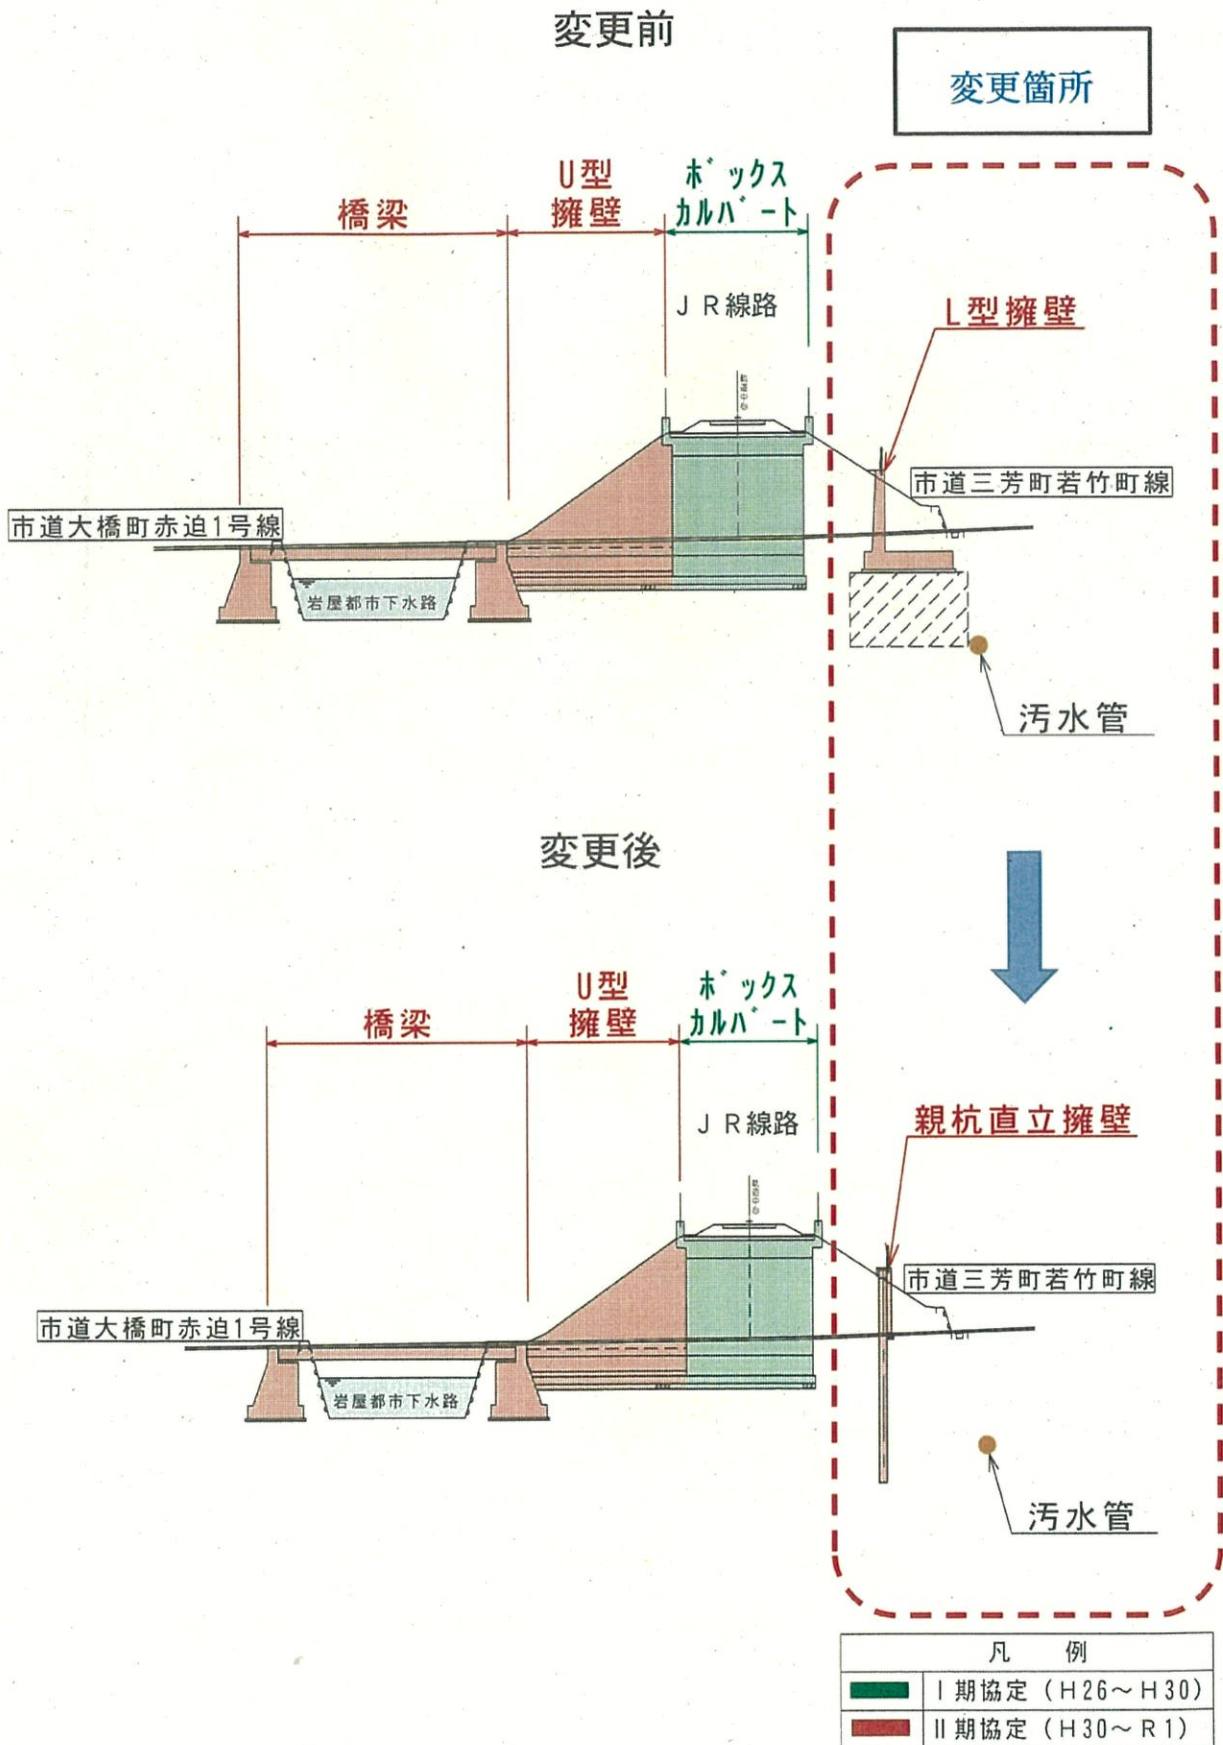 変更前
変更箇所
橋梁
U型
擁壁
ボックス
カルバート
JR線路
L型擁壁
市道三芳町若竹町線
市道大橋町赤迫1号線
岩屋都市下水路
汚水管
変更後
橋梁
U型
擁壁
ボックス
カルバート
JR線路
親杭直立擁壁
市道三芳町若竹町線
市道大橋町赤迫1号線
岩屋都市下水路
汚水管
凡 例
Ⅰ期協定(H26~H30)
Ⅱ期協定(H30~R1)